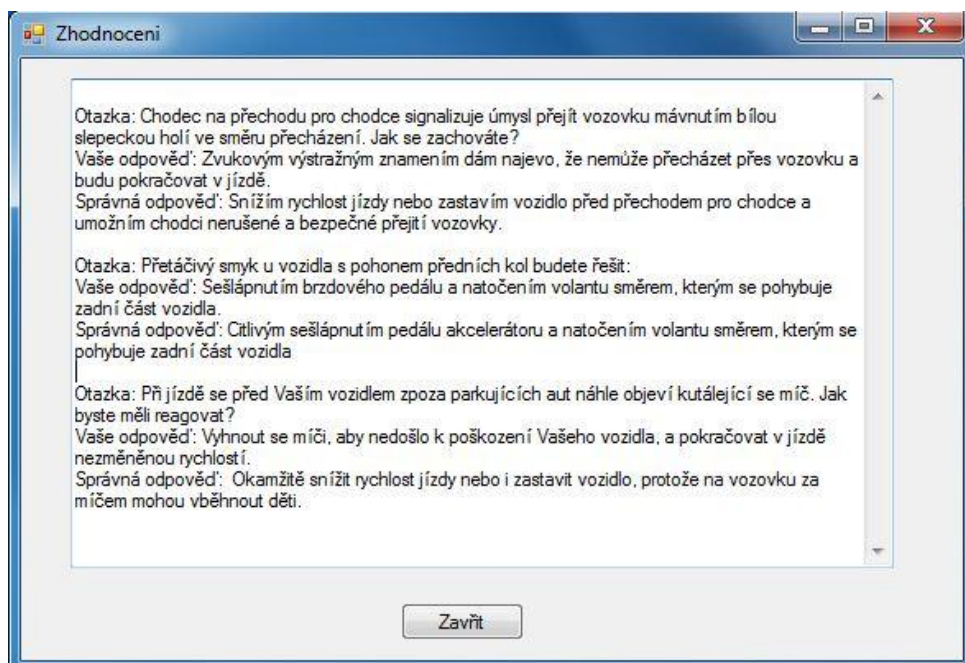 Zhodnoceni
Otazka: Chodec na přechodu pro chodce signalizuje úmysl přejít vozovku mávnutím bílou
slepeckou holí ve směru přecházení. Jak se zachováte?
Vaše odpověď: Zvukovým výstražným znamením dám najevo, že nemůže přecházet přes vozovku a
budu pokračovat v jízdě.
Správná odpověď: Snížím rychlost jízdy nebo zastavím vozidlo před přechodem pro chodce a
umožním chodci nerušené a bezpečné přejití vozovky.
Otazka: Přetáčivý smyk u vozidla s pohonem předních kol budete řešit:
Vaše odpověď: Sešlápnutím brzdového pedálu a natočením volantu směrem, kterým se pohybuje
zadní část vozidla.
Správná odpověď: Citlivým sešlápnutím pedálu akcelerátoru a natočením volantu směrem, kterým se
pohybuje zadní část vozidla
Otazka: Při jízdě se před Vaším vozidlem zpoza parkujících aut náhle objeví kutálející se míč. Jak
byste měli reagovat?
Vaše odpověď: Vyhnout se míči, aby nedošlo k poškození Vašeho vozidla, a pokračovat v jízdě
nezměněnou rychlostí.
Správná odpověď:  Okamžitě snížit rychlost jízdy nebo i zastavit vozidlo, protože na vozovku za
míčem mohou vběhnout děti.
Zavřit